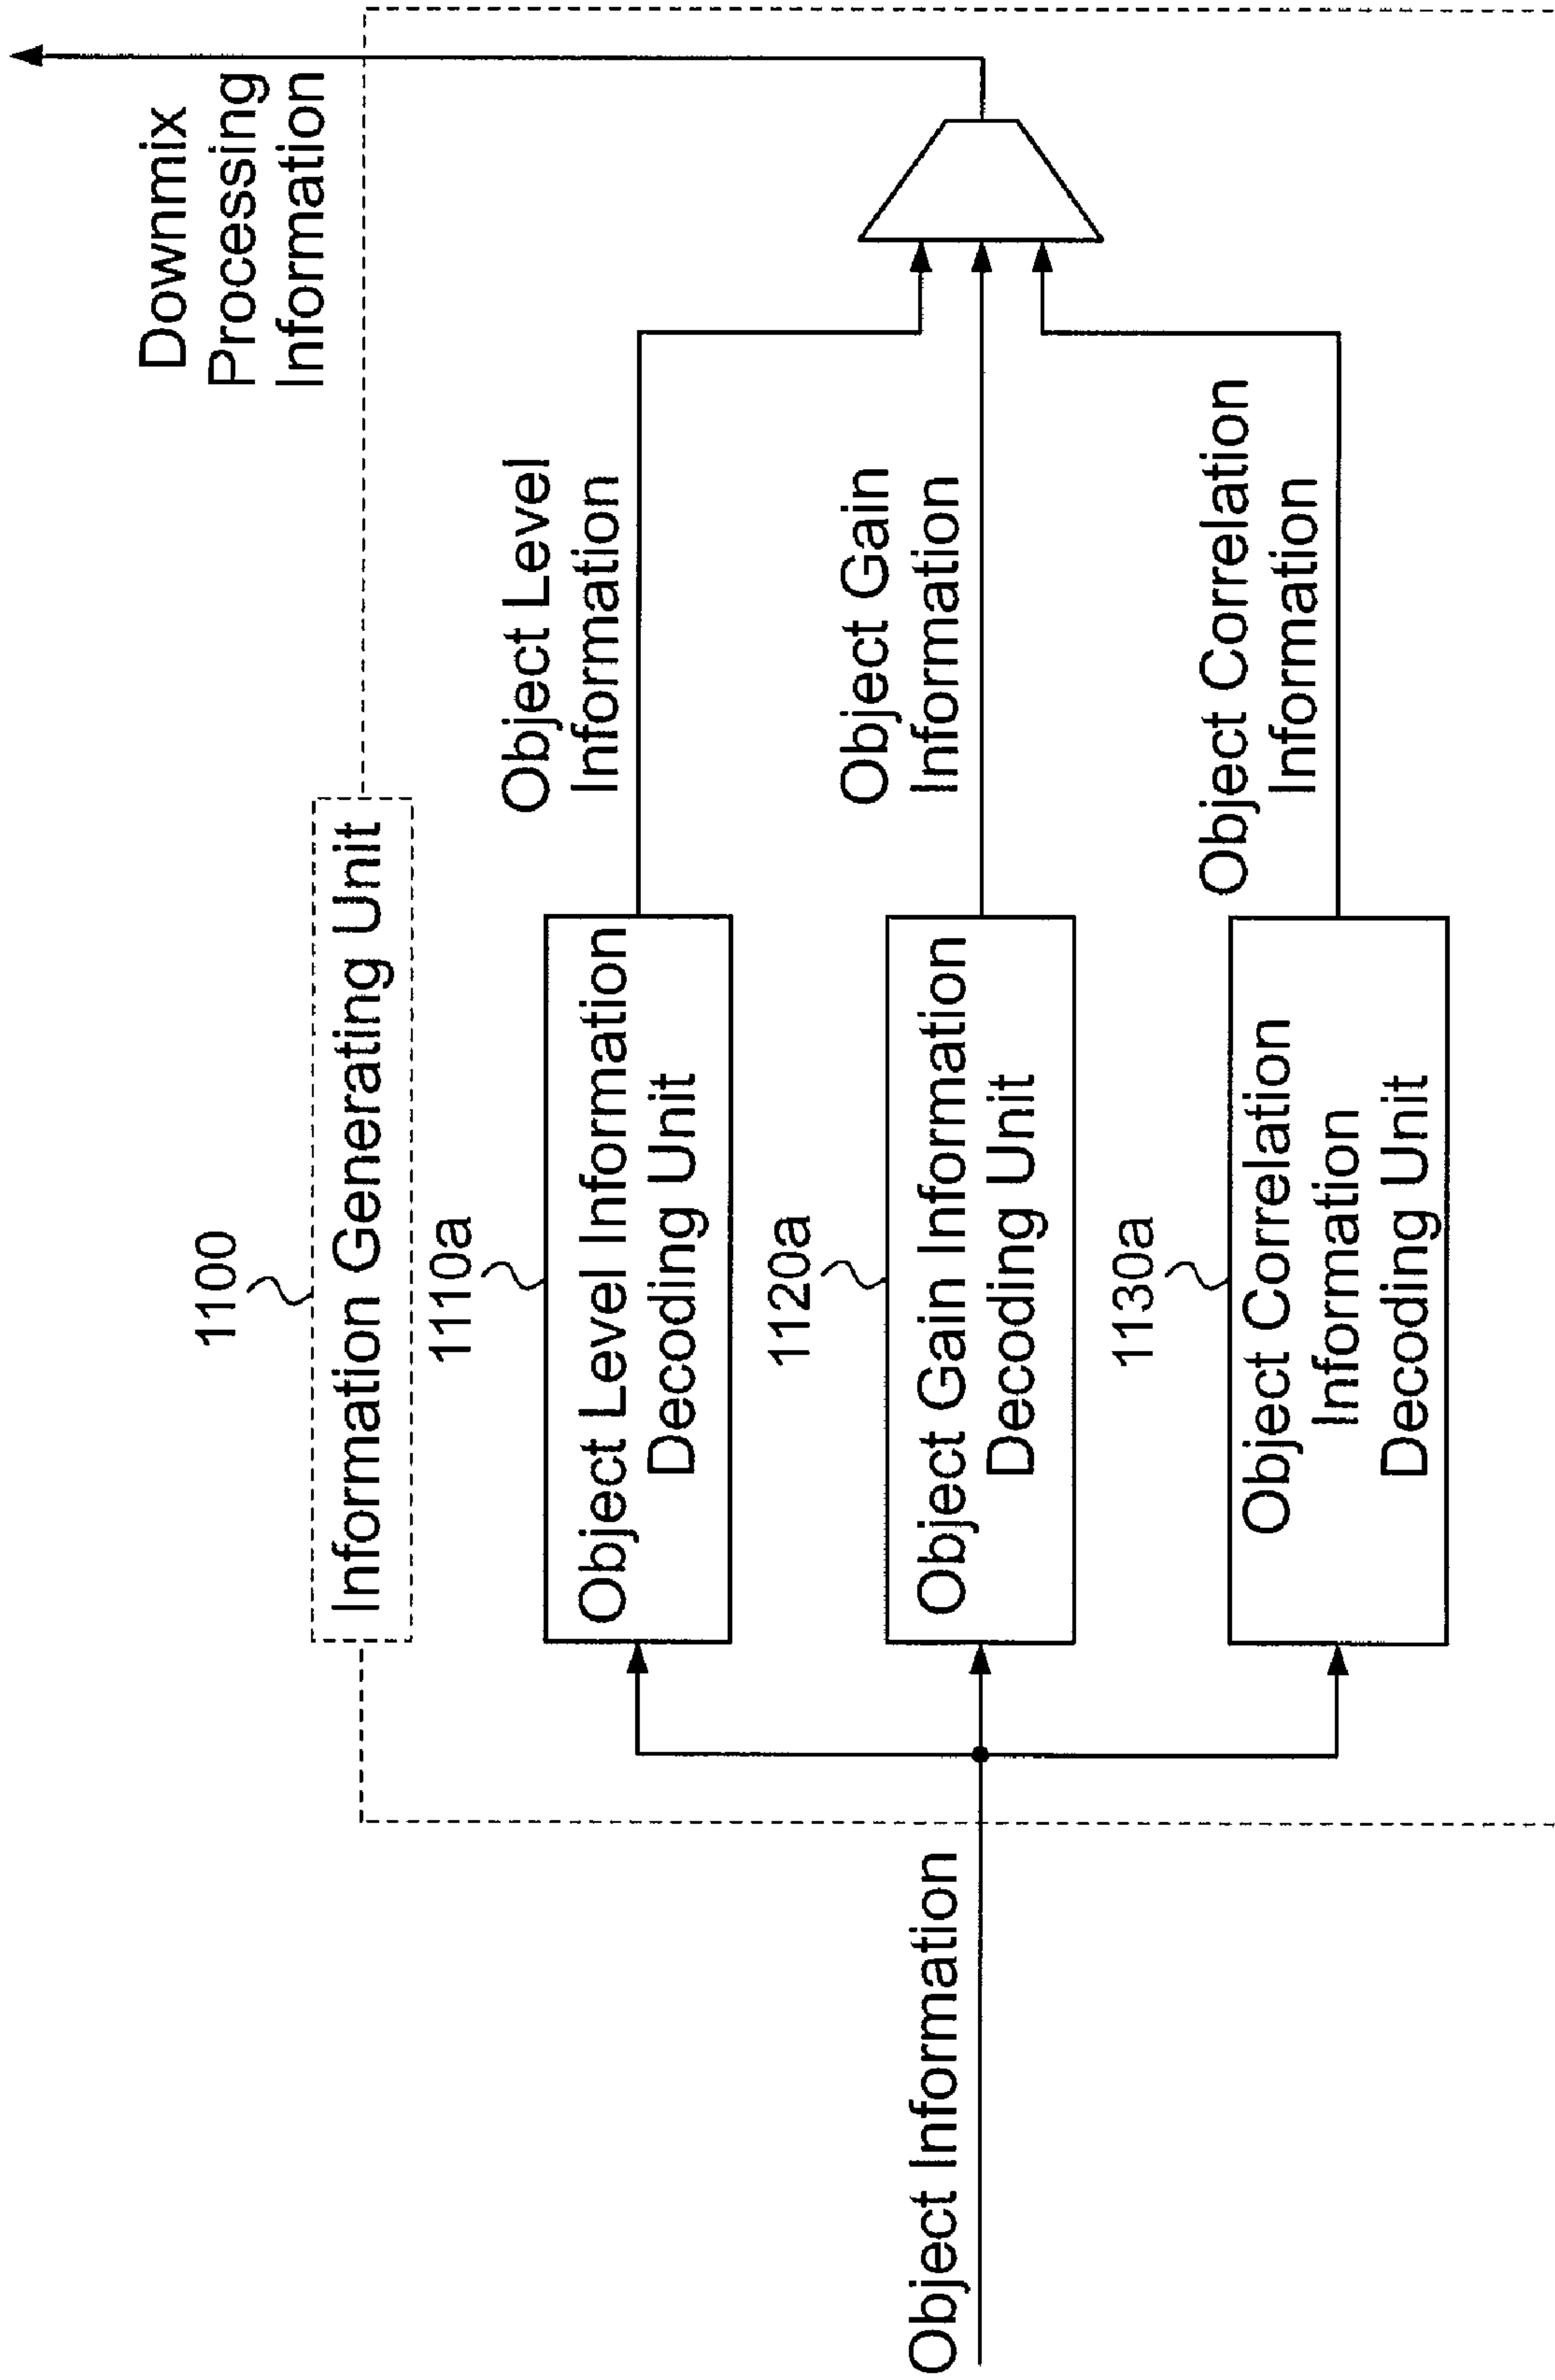 Downmix
Processing
Information
1100
Information Generating Unit
1110a
Object Level Information
Decoding Unit
Object Level
Information
1120a
Object Gain Information
Decoding Unit
Object Gain
Information
Object Information
1130a
Object Correlation
Information
Decoding Unit
Object Correlation
Information